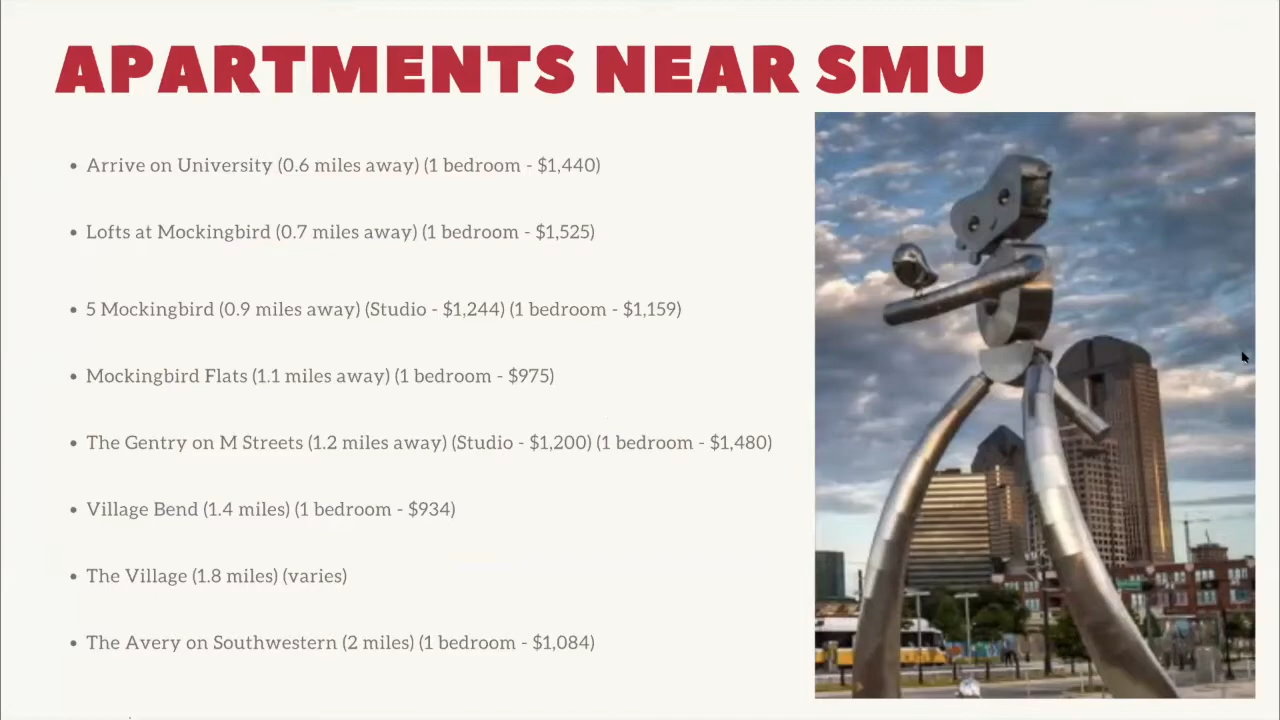 APARTMENTS NEAR SMU
• Arrive on University (0.6 miles away) (1 bedroom - $1,440)
• Lofts at Mockingbird (0.7 miles away) (1 bedroom - $1,525)
• 5 Mockingbird (0.9 miles away) (Studio - $1,244) (1 bedroom - $1,159)
• Mockingbird Flats (1.1 miles away) (1 bedroom - $975)
• The Gentry on M Streets (1.2 miles away) (Studio - $1,200) (1 bedroom - $1,480)
• Village Bend (1.4 miles) (1 bedroom - $934)
• The Village (1.8 miles) (varies)
• The Avery on Southwestern (2 miles) (1 bedroom - $1,084)